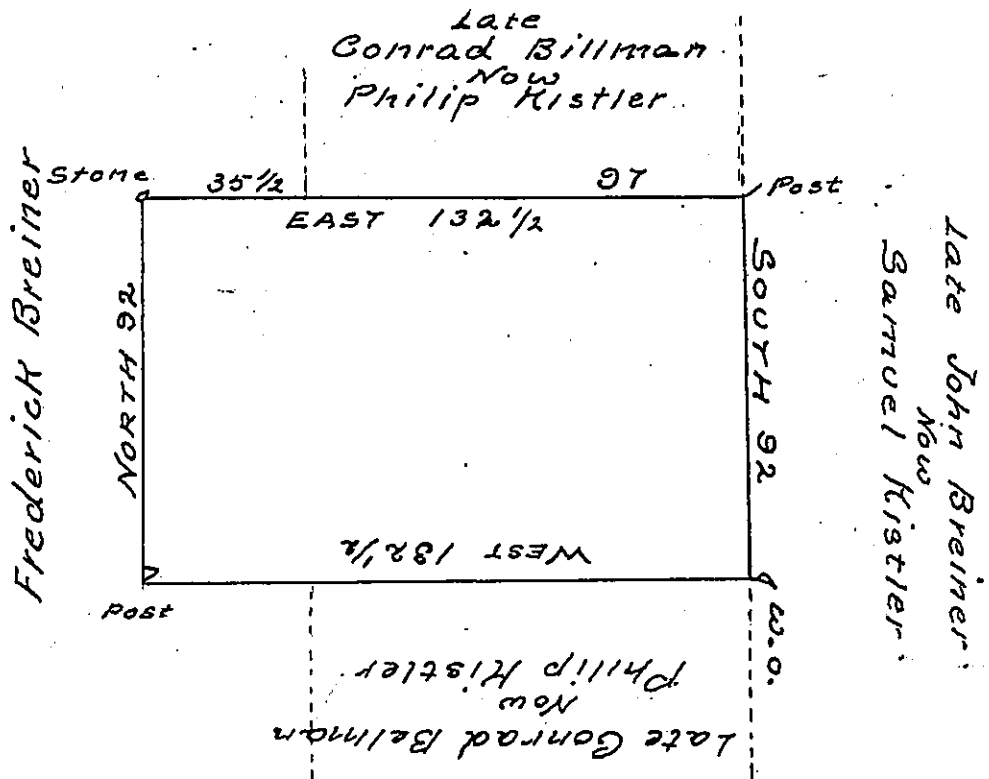 Late
Conrad Billman
Now
Philip Kistler
Stone
35 1/2
97
Post
EAST 132 1/2
Frederick Breiner
NORTH 92
SOUTH 92
Late John Breiner
Now
Samuel Kistler
WEST 132 1/2
Post
W.O.
Late Conrad Bellman
Now
Philip Kistler